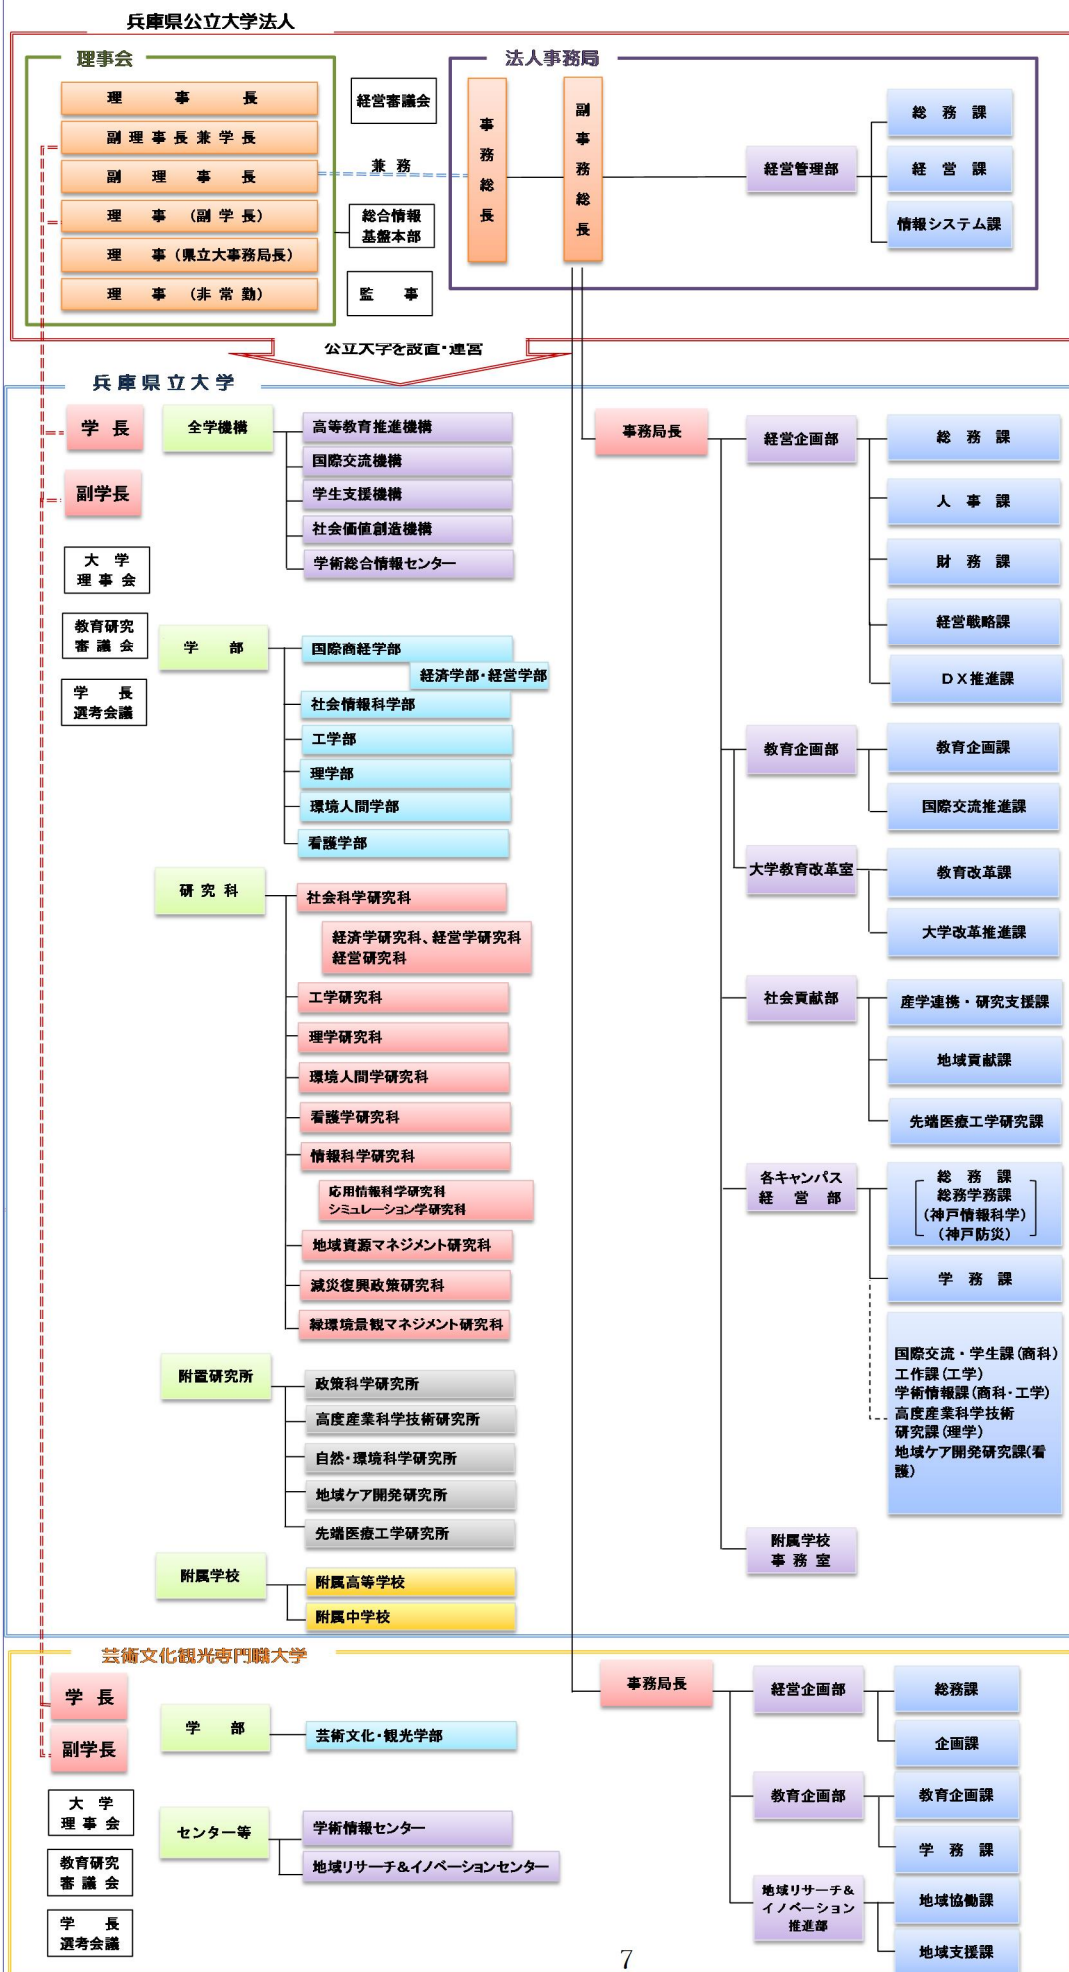 兵庫県公立大学法人
理事会
理　事　長
副理事長兼学長
副理事長
理　事　(副学長)
理　事 (県立大事務局長)
理　事　(非常勤)
経営審議会
兼務
総合情報
基盤本部
監　事
法人事務局
事務総長
副事務総長
経営管理部
総務課
経営課
情報システム課
公立大学を設置・運営
兵庫県立大学
学長
副学長
大学
理事会
教育研究
審議会
学長
選考会議
全学機構
高等教育推進機構
国際交流機構
学生支援機構
社会価値創造機構
学術総合情報センター
学部
国際商経学部
経済学部・経営学部
社会情報科学部
工学部
理学部
環境人間学部
看護学部
研究科
社会科学研究科
経済学研究科、経営学研究科
経営研究科
工学研究科
理学研究科
環境人間学研究科
看護学研究科
情報科学研究科
応用情報科学研究科
シミュレーション学研究科
地域資源マネジメント研究科
減災復興政策研究科
緑環境景観マネジメント研究科
附置研究所
政策科学研究所
高度産業科学技術研究所
自然・環境科学研究所
地域ケア開発研究所
先端医療工学研究所
附属学校
附属高等学校
附属中学校
事務局長
経営企画部
総務課
人事課
財務課
経営戦略課
DX推進課
教育企画部
教育企画課
国際交流推進課
大学教育改革室
教育改革課
大学改革推進課
社会貢献部
産学連携・研究支援課
地域貢献課
先端医療工学研究課
各キャンパス
経営部
総務課
総務学務課
(神戸情報科学)
(神戸防災)
学務課
国際交流・学生課(商科)
工作課(工学)
学術情報課(商科・工学)
高度産業科学技術
研究課(理学)
地域ケア開発研究課(看
護)
附属学校
事務室
芸術文化観光専門職大学
学長
副学長
大学
理事会
教育研究
審議会
学長
選考会議
学部
芸術文化・観光学部
センター等
学術情報センター
地域リサーチ&イノベーションセンター
事務局長
経営企画部
総務課
企画課
教育企画部
教育企画課
学務課
地域リサーチ&
イノベーション
推進部
地域協働課
地域支援課
7